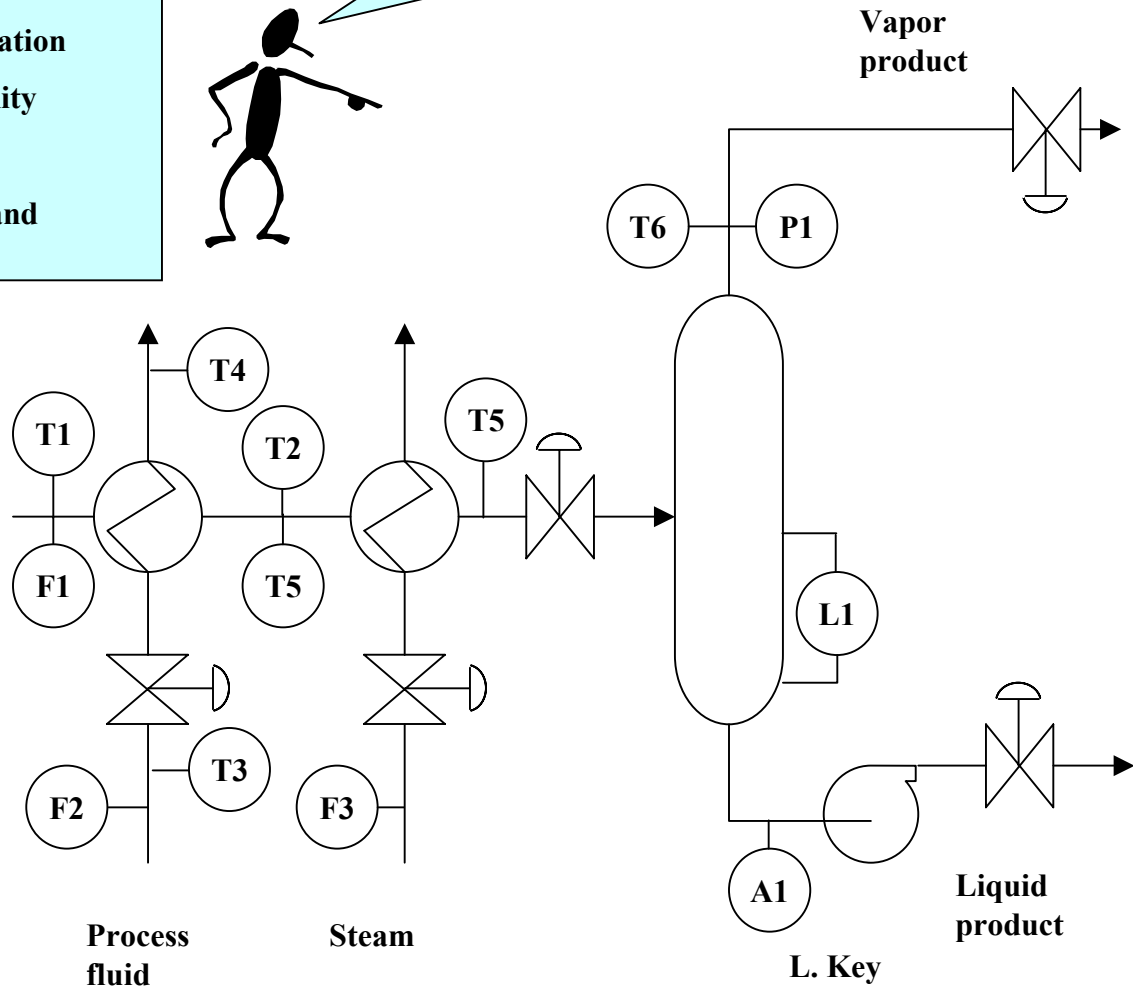 ation
ity
and
Vapor
product
T6
P1
T4
T1
T2
T5
F1
T5
L1
T3
F2
F3
A1
Process
fluid
Steam
Liquid
product
L. Key